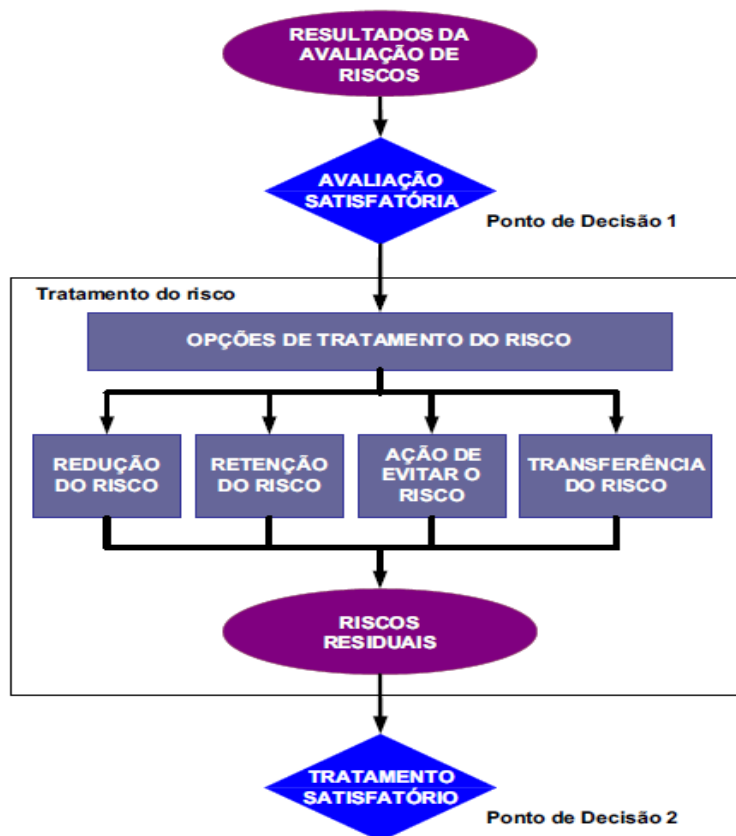 RESULTADOS DA
AVALIAÇÃO DE
RISCOS
AVALIAÇÃO
SATISFATÓRIA
Ponto de Decisão 1
Tratamento do risco
OPÇÕES DE TRATAMENTO DO RISCO
REDUÇÃO
DO RISCO
RETENÇÃO
DO RISCO
AÇÃO DE
EVITAR O
RISCO
TRANSFERÊNCIA
DO RISCO
RISCOS
RESIDUAIS
TRATAMENTO
SATISFATÓRIO
Ponto de Decisão 2